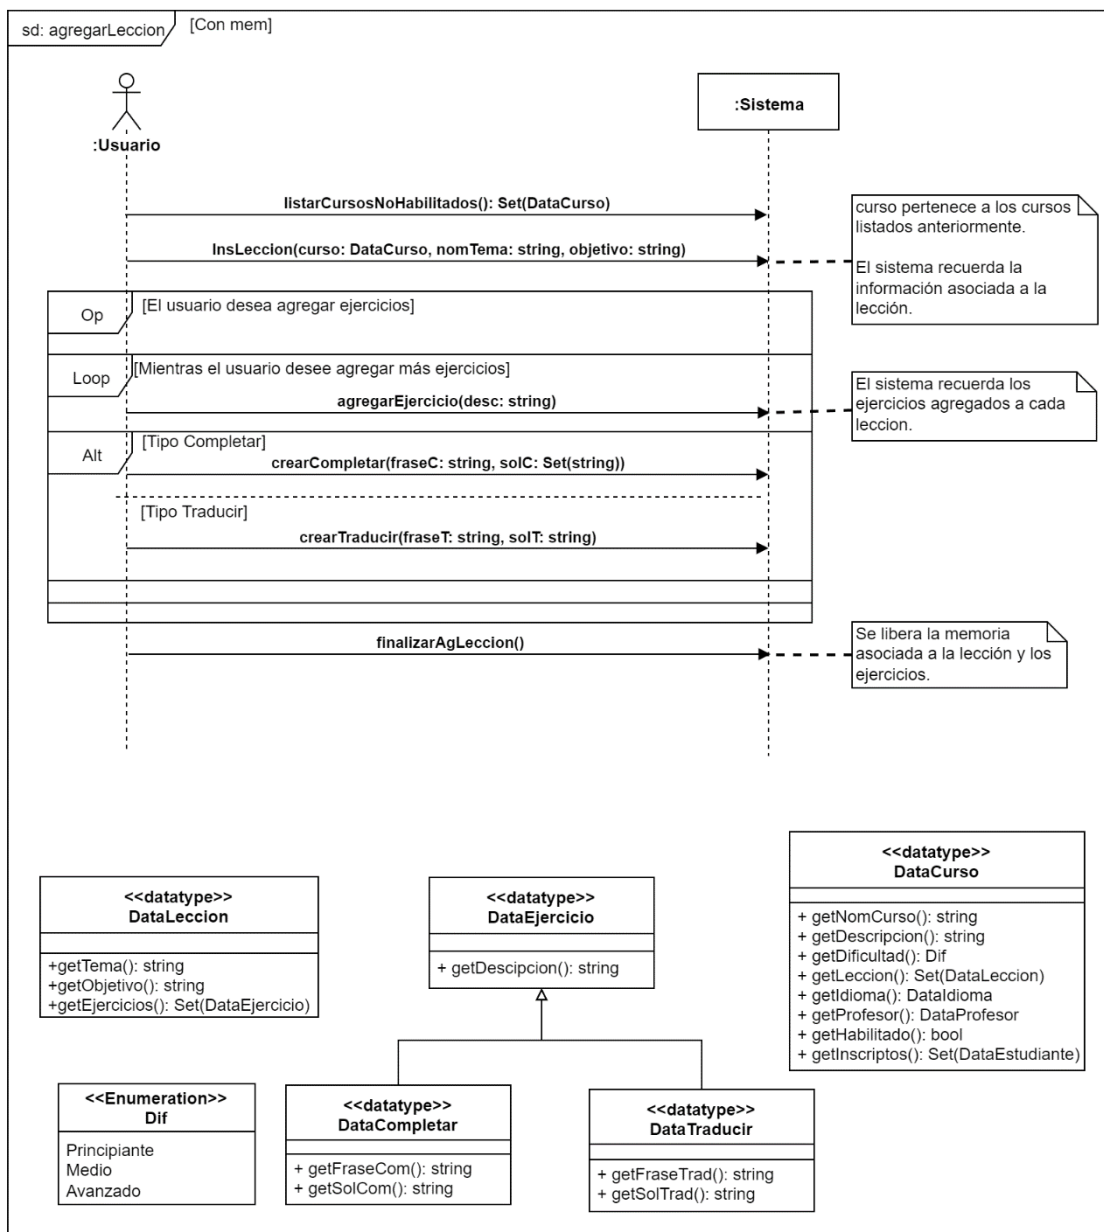 sd: agregarLeccion
[Con mem]
:Usuario
:Sistema
listarCursosNoHabilitados(): Set(DataCurso)
InsLeccion(curso: DataCurso, nomTema: string, objetivo: string)
curso pertenece a los cursos
listados anteriormente.
El sistema recuerda la
información asociada a la
lección.
Op
[El usuario desea agregar ejercicios]
Loop
[Mientras el usuario desee agregar más ejercicios]
agregarEjercicio(desc: string)
El sistema recuerda los
ejercicios agregados a cada
leccion.
Alt
[Tipo Completar]
crearCompletar(fraseC: string, solC: Set(string))
[Tipo Traducir]
crearTraducir(fraseT: string, solT: string)
finalizarAgLeccion()
Se libera la memoria
asociada a la lección y los
ejercicios.
<<datatype>>
DataLeccion
+getTema(): string
+getObjetivo(): string
+getEjercicios(): Set(DataEjercicio)
<<datatype>>
DataEjercicio
+ getDescipcion(): string
<<datatype>>
DataCurso
+ getNomCurso(): string
+ getDescripcion(): string
+ getDificultad(): Dif
+ getLeccion(): Set(DataLeccion)
+ getIdioma(): DataIdioma
+ getProfesor(): DataProfesor
+ getHabilitado(): bool
+ getInscriptos(): Set(DataEstudiante)
<<Enumeration>>
Dif
Principiante
Medio
Avanzado
<<datatype>>
DataCompletar
+ getFraseCom(): string
+ getSolCom(): string
<<datatype>>
DataTraducir
+ getFraseTrad(): string
+ getSolTrad(): string